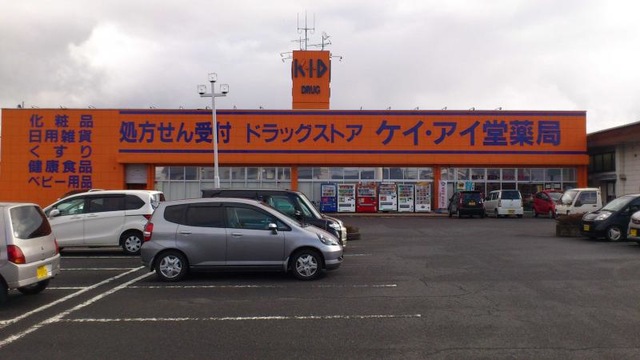 K・I・D
DRUG
化粧品
日用雑貨
くすり
健康食品
ベビー用品
処方せん受付 ドラッグストア ケイ・アイ堂薬局